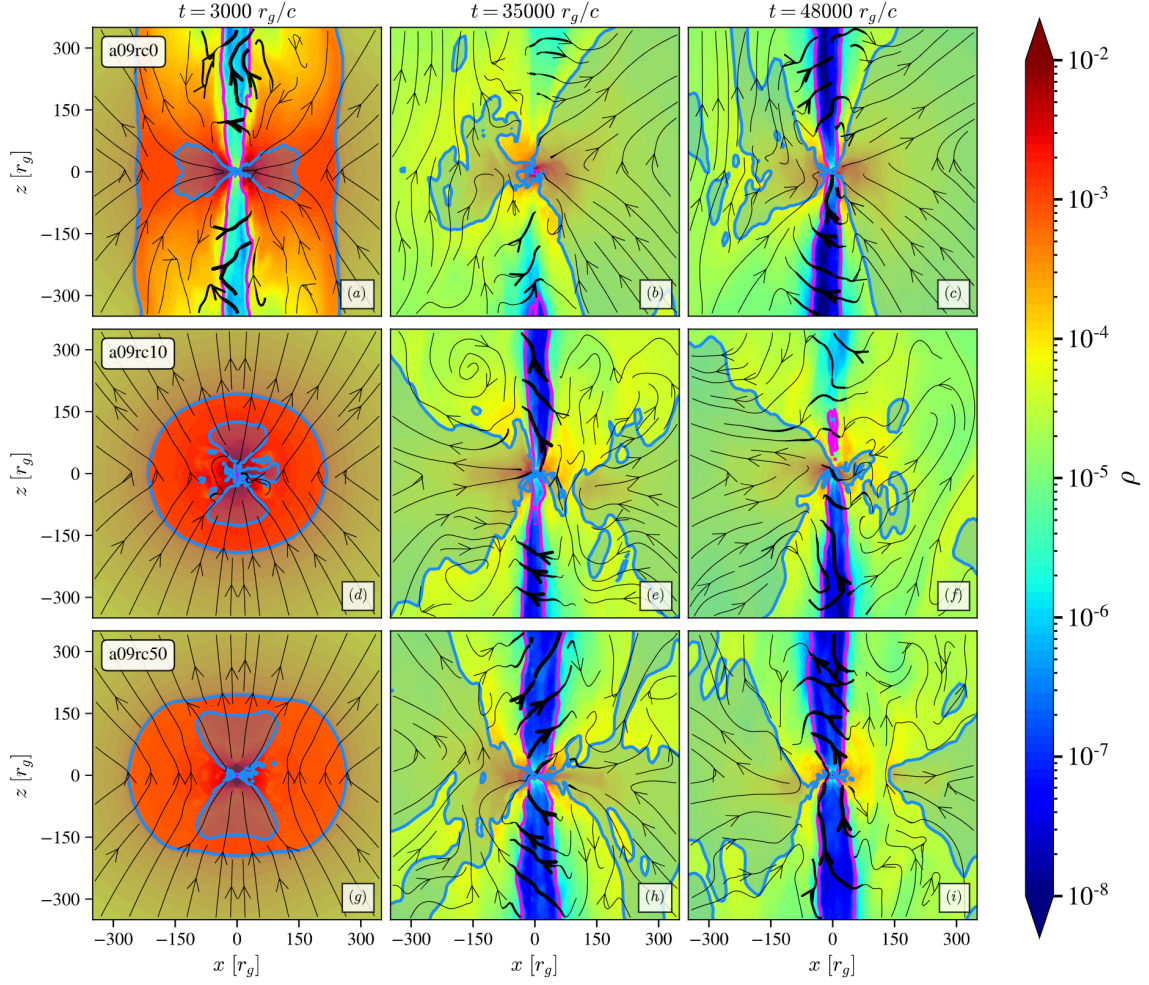 t = 3000 r_g/c
t = 35000 r_g/c
t = 48000 r_g/c
a09rc0
z [r_g]
300
150
0
−150
−300
(a)
(b)
(c)
a09rc10
z [r_g]
300
150
0
−150
−300
(d)
(e)
(f)
a09rc50
z [r_g]
300
150
0
−150
−300
(g)
(h)
(i)
−300 −150 0 150 300
−300 −150 0 150 300
−300 −150 0 150 300
x [r_g]
x [r_g]
x [r_g]
10^-2
10^-3
10^-4
10^-5
10^-6
10^-7
10^-8
ρ